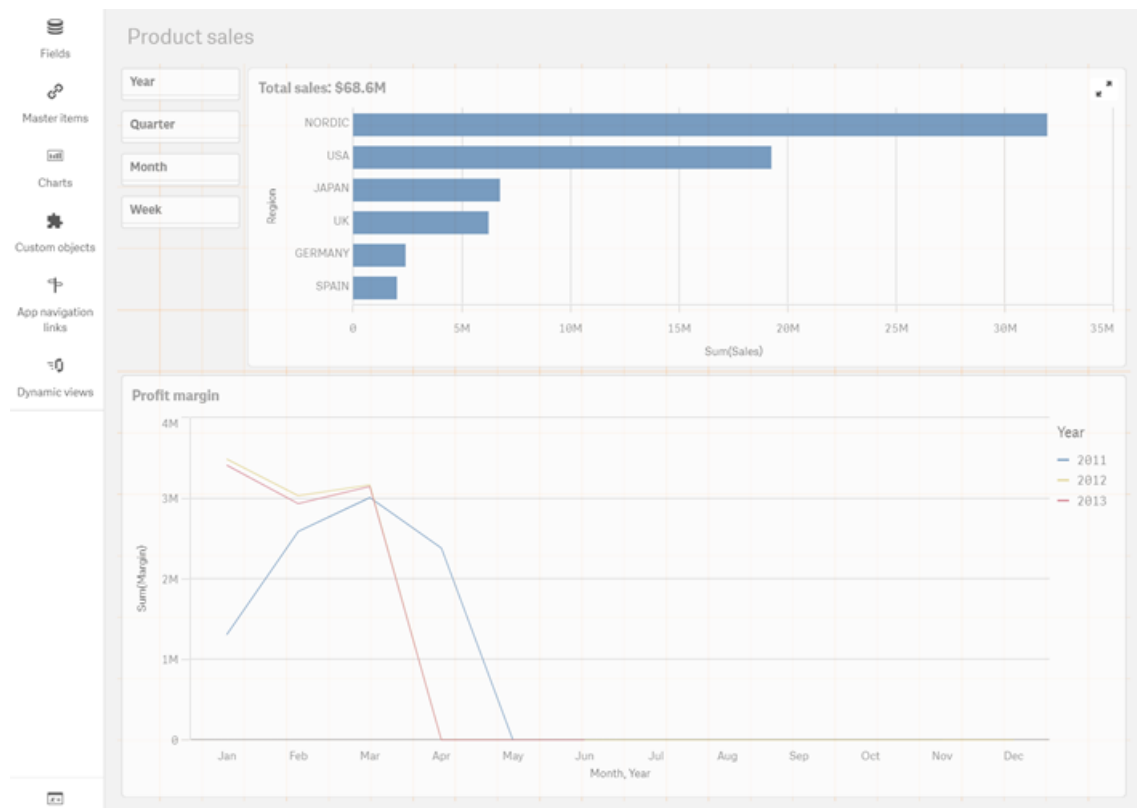 Fields
Master items
Charts
Custom objects
App navigation
links
Dynamic views
Product sales
Year
Quarter
Month
Week
Total sales: $68.6M
Region
NORDIC
USA
JAPAN
UK
GERMANY
SPAIN
0 5M 10M 15M 20M 25M 30M 35M
Sum(Sales)
Profit margin
Sum(Margin)
4M
3M
2M
1M
0
Jan Feb Mar Apr May Jun Jul Aug Sep Oct Nov Dec
Month, Year
Year
2011
2012
2013